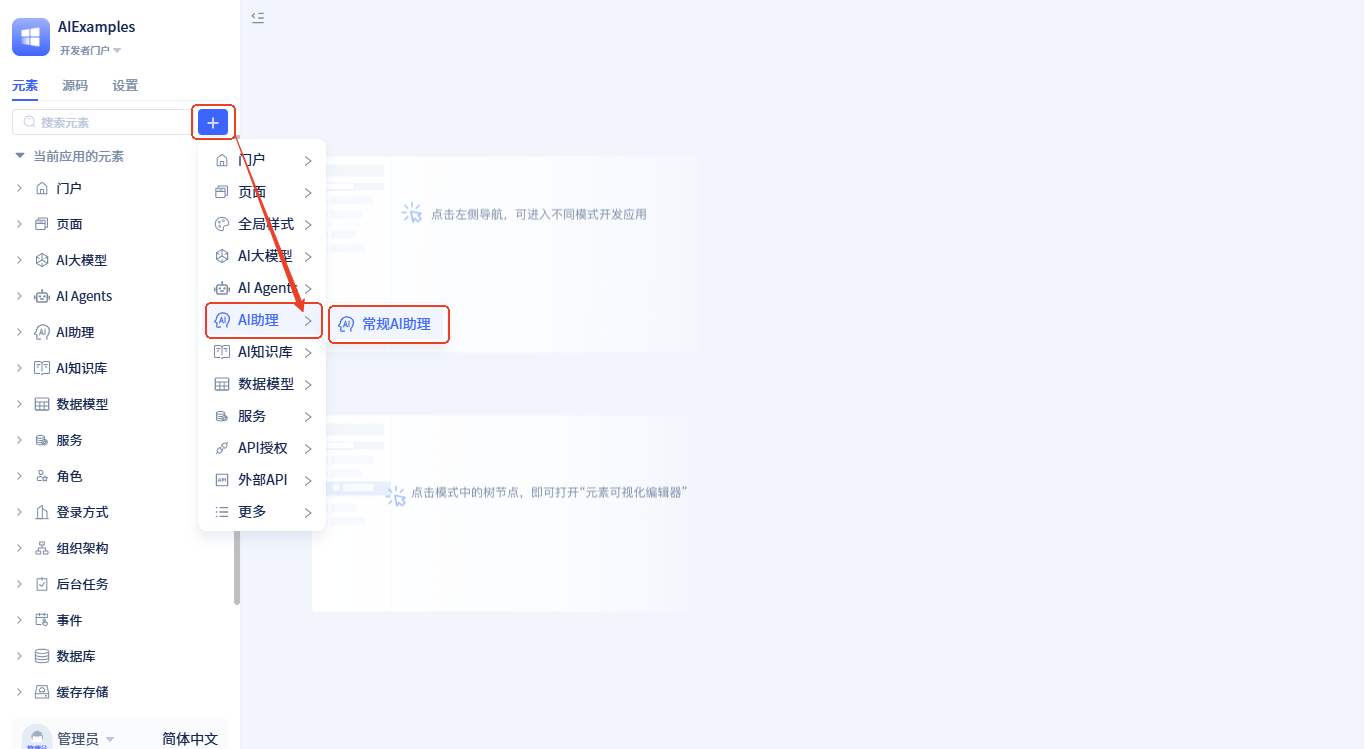 AIExamples
开发者门户
元素
源码
设置
搜索元素
当前应用的元素
门户
页面
AI大模型
AI Agents
AI助理
AI知识库
数据模型
服务
角色
登录方式
组织架构
后台任务
事件
数据库
缓存存储
管理员
简体中文
门户
页面
全局样式
AI大模型
AI Agents
AI助理
AI知识库
数据模型
服务
API授权
外部API
更多
常规AI助理
点击左侧导航，可进入不同模式开发应用
点击模式中的树节点，即可打开“元素可视化编辑器”